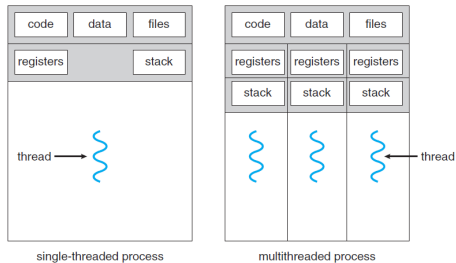 code data files
registers stack
thread
single-threaded process
code data files
registers registers registers
stack stack stack
thread
multithreaded process